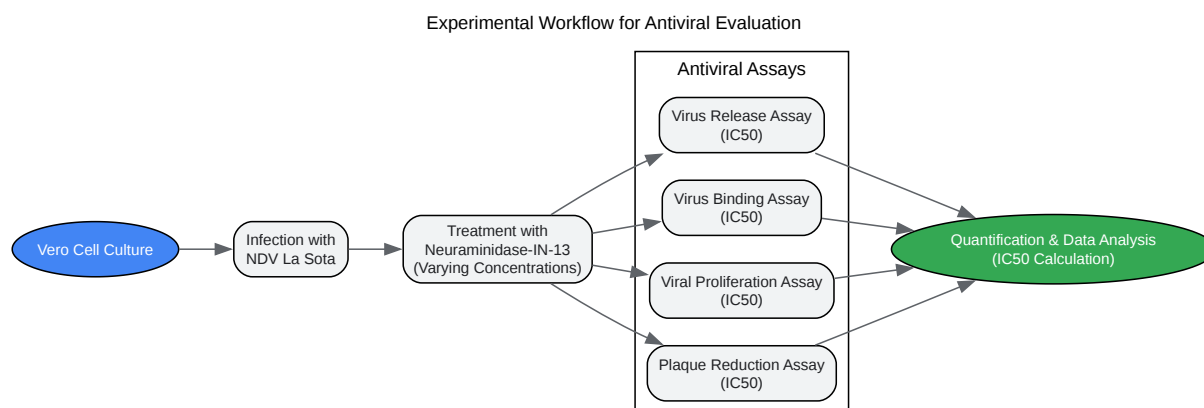 Experimental Workflow for Antiviral Evaluation
Antiviral Assays
Virus Release Assay
(IC50)
Virus Binding Assay
(IC50)
Vero Cell Culture
Infection with
NDV La Sota
Treatment with
Neuraminidase-IN-13
(Varying Concentrations)
Quantification & Data Analysis
(IC50 Calculation)
Viral Proliferation Assay
(IC50)
Plaque Reduction Assay
(IC50)